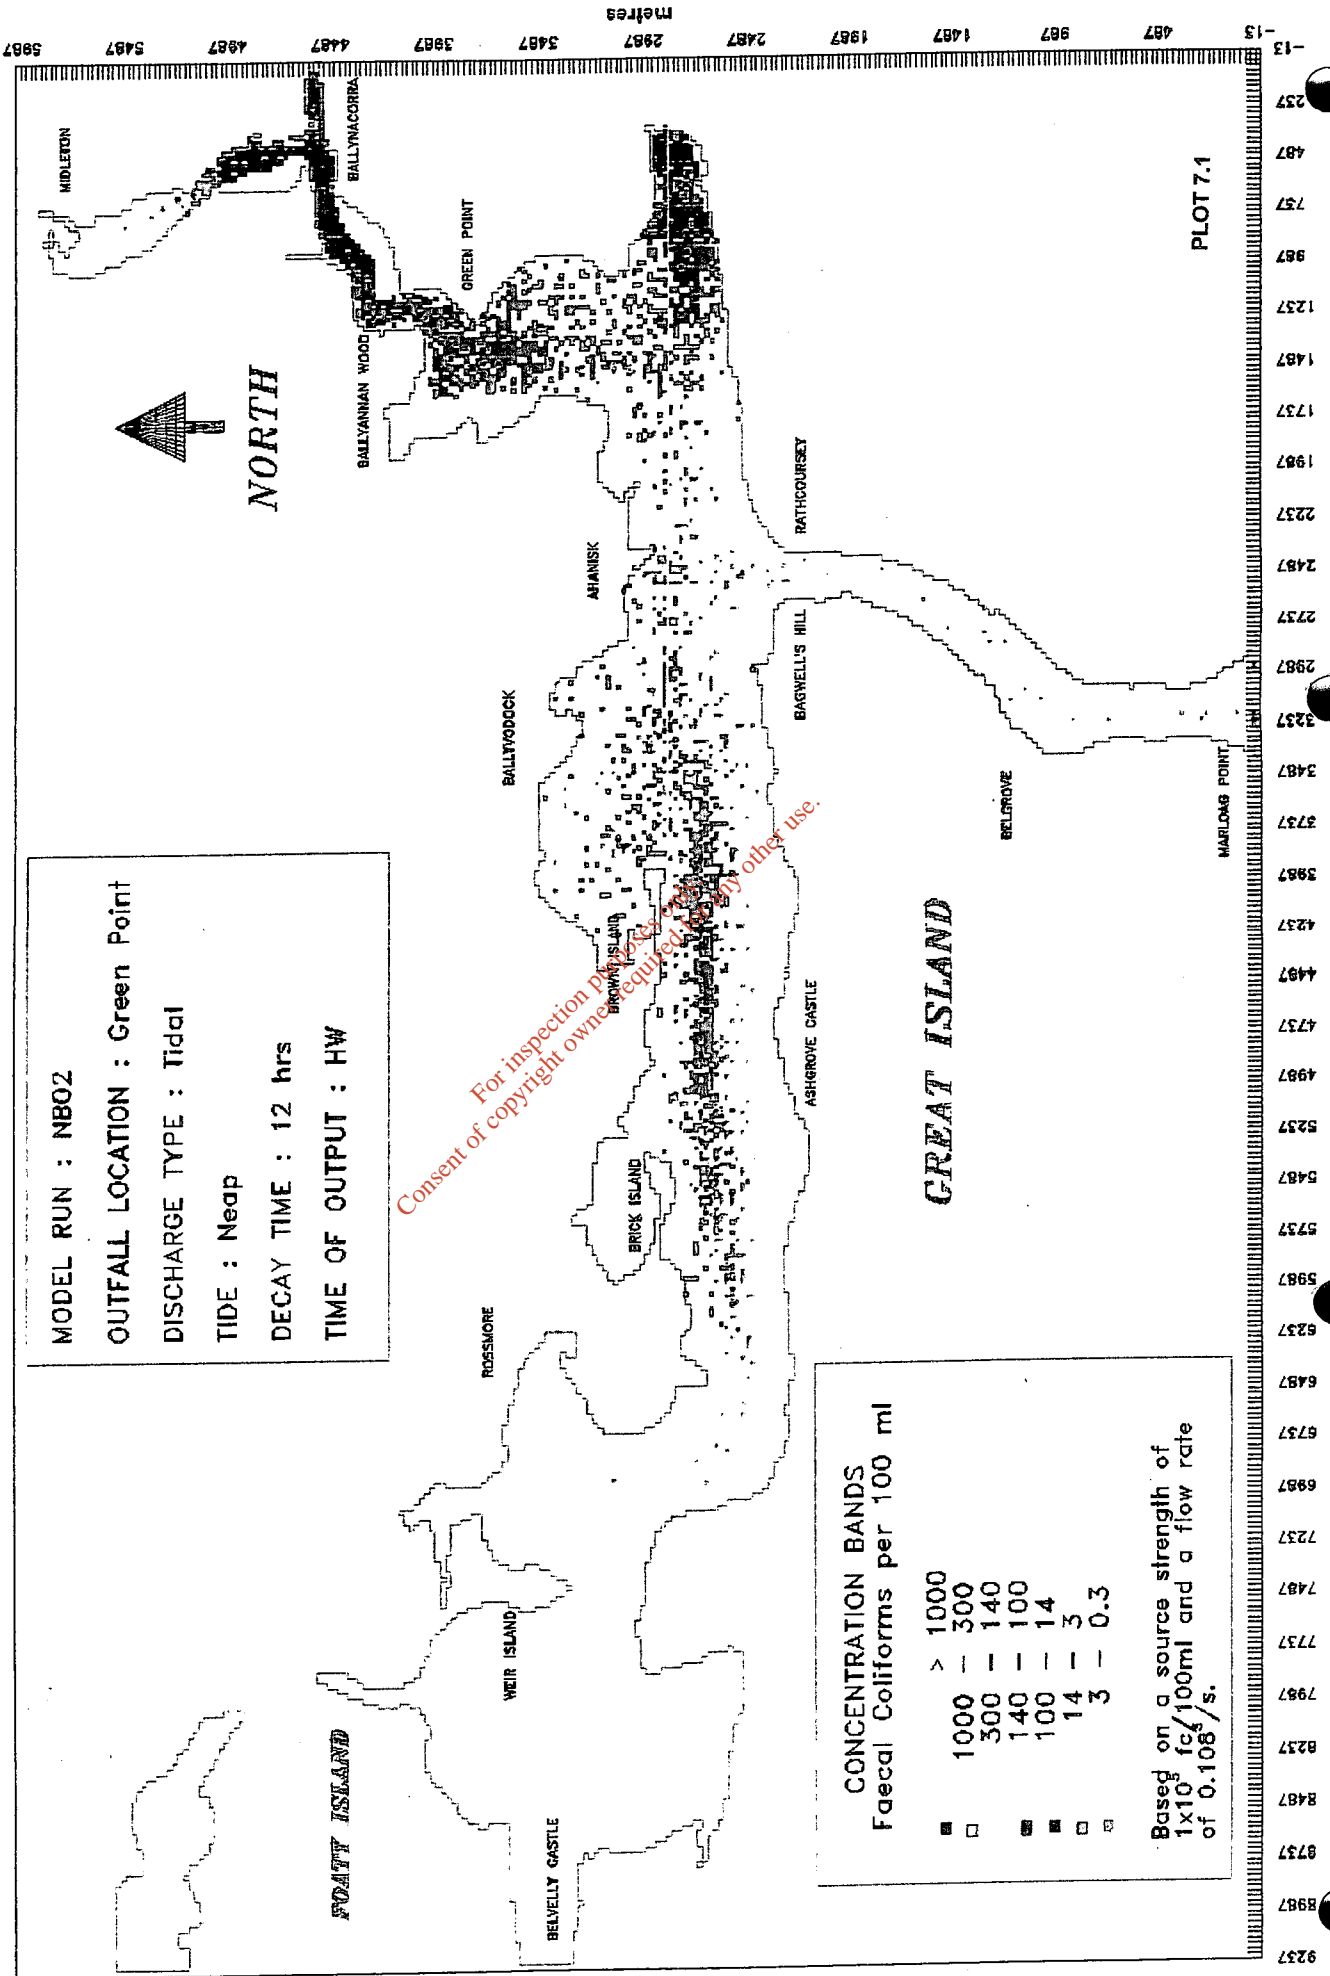 MODEL RUN : NB02
OUTFALL LOCATION : Green Point
DISCHARGE TYPE : Tidal
TIDE : Neap
DECAY TIME : 12 hrs
TIME OF OUTPUT : HW
NORTH
MIDLETON
BALLYNACORRA
GREEN POINT
BALLYANNAN WOOD
AHANISK
RATHCOURSEY
BALLYVODOCK
BAGWELL'S HILL
BROWN ISLAND
BELGROVE
MARLOAG POINT
ASHGROVE CASTLE
GREAT ISLAND
BRICK ISLAND
ROSSMORE
WEIR ISLAND
FOATY ISLAND
BELVELLY CASTLE
For inspection purposes only.
Consent of copyright owner required for any other use.
CONCENTRATION BANDS
Faecal Coliforms per 100 ml
> 1000
1000 – 300
300 – 140
140 – 100
100 – 14
14 – 3
3 – 0.3
Based on a source strength of
1x10⁵ fc/100ml and a flow rate
of 0.108³/s.
PLOT 7.1
metres
5987 5487 4987 4487 3987 3487 2987 2487 1987 1487 987 487 -13
-13 237 487 737 987 1237 1487 1737 1987 2237 2487 2737 2987 3237 3487 3737 3987 4237 4487 4737 4987 5237 5487 5737 5987 6237 6487 6737 6987 7237 7487 7737 7987 8237 8487 8737 8987 9237